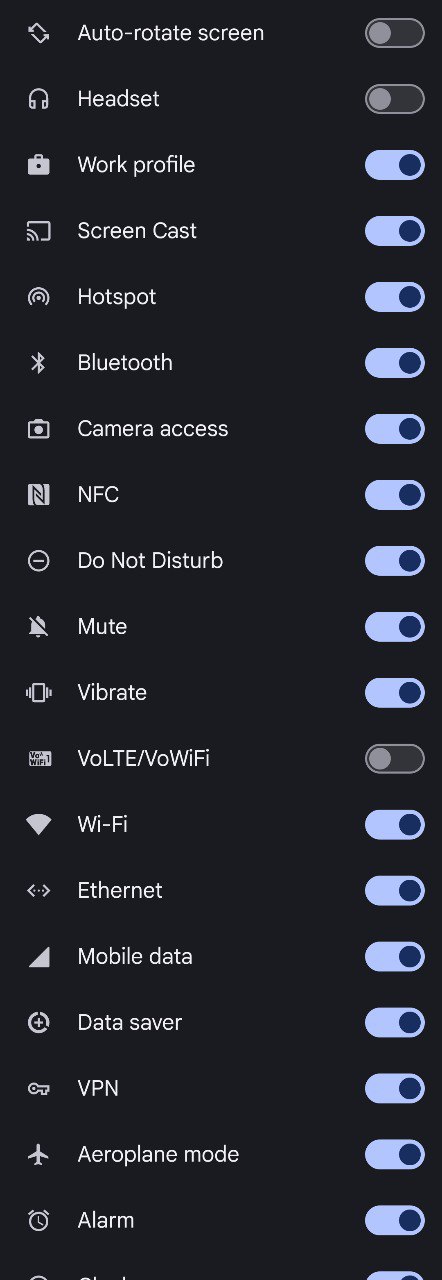 Auto-rotate screen
Headset
Work profile
Screen Cast
Hotspot
Bluetooth
Camera access
NFC
Do Not Disturb
Mute
Vibrate
VoLTE/VoWiFi
Wi-Fi
Ethernet
Mobile data
Data saver
VPN
Aeroplane mode
Alarm